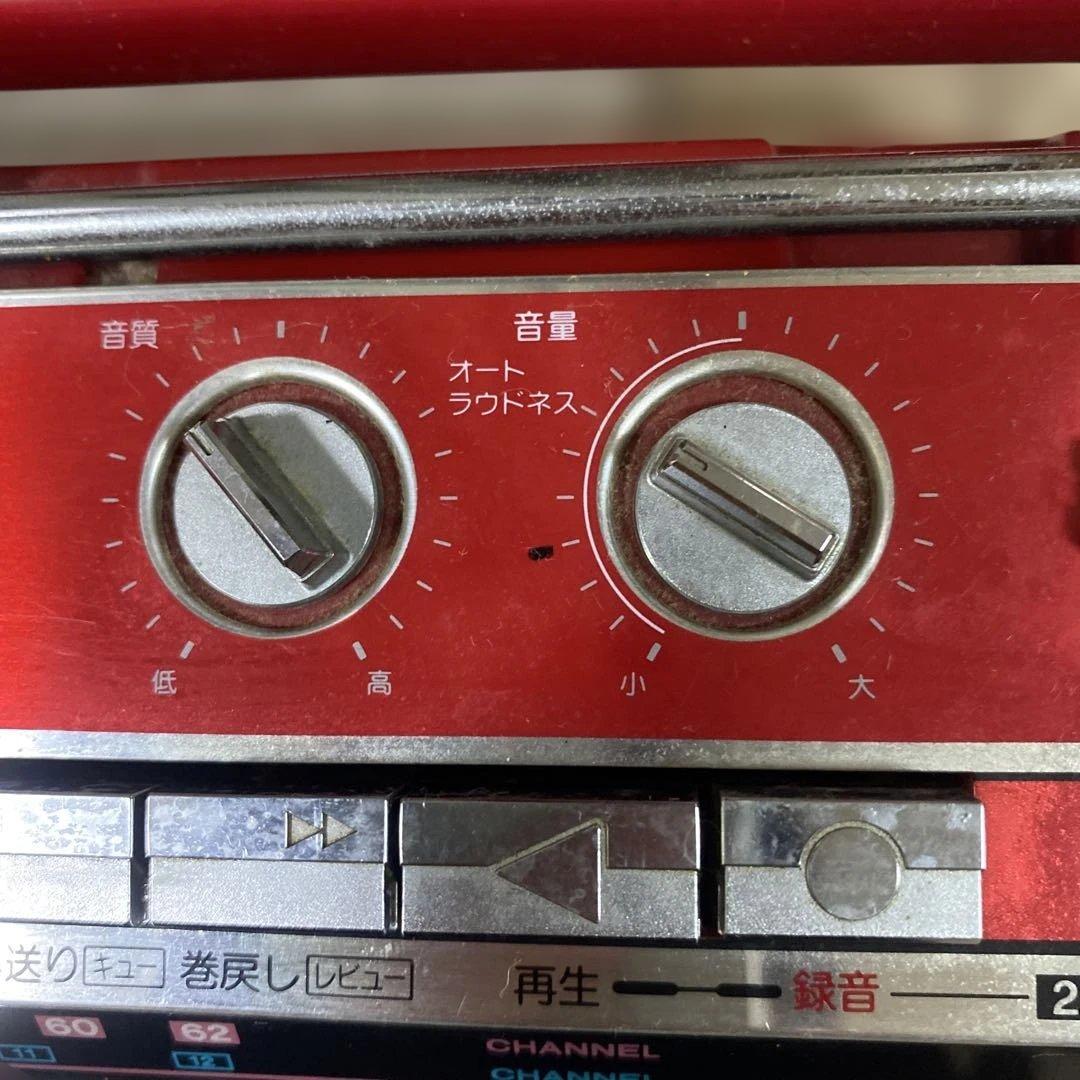 音質
音量
オート
ラウドネス
低
高
小
大
送り キュー 巻戻し レビュー 再生 録音 2
60 62
11 12
CHANNEL
CHANNEL